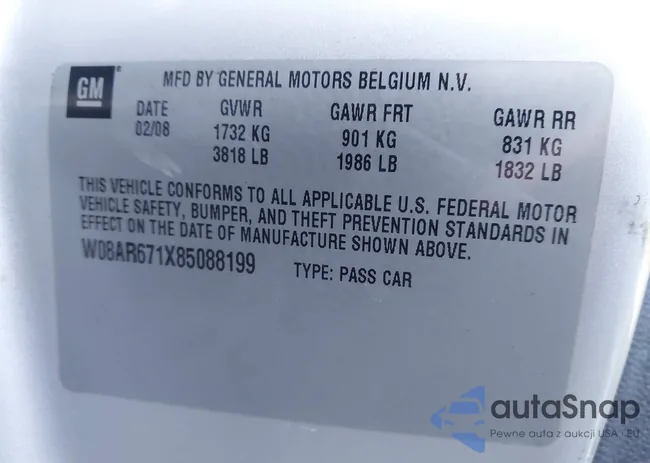 GM
MFD BY GENERAL MOTORS BELGIUM N.V.
DATE GVWR GAWR FRT GAWR RR
02/08 1732 KG 901 KG 831 KG
3818 LB 1986 LB 1832 LB
THIS VEHICLE CONFORMS TO ALL APPLICABLE U.S. FEDERAL MOTOR
VEHICLE SAFETY, BUMPER, AND THEFT PREVENTION STANDARDS IN
EFFECT ON THE DATE OF MANUFACTURE SHOWN ABOVE.
W08AR671X85088199 TYPE: PASS CAR
autaSnap
Pewne auta z aukcji USA i EU